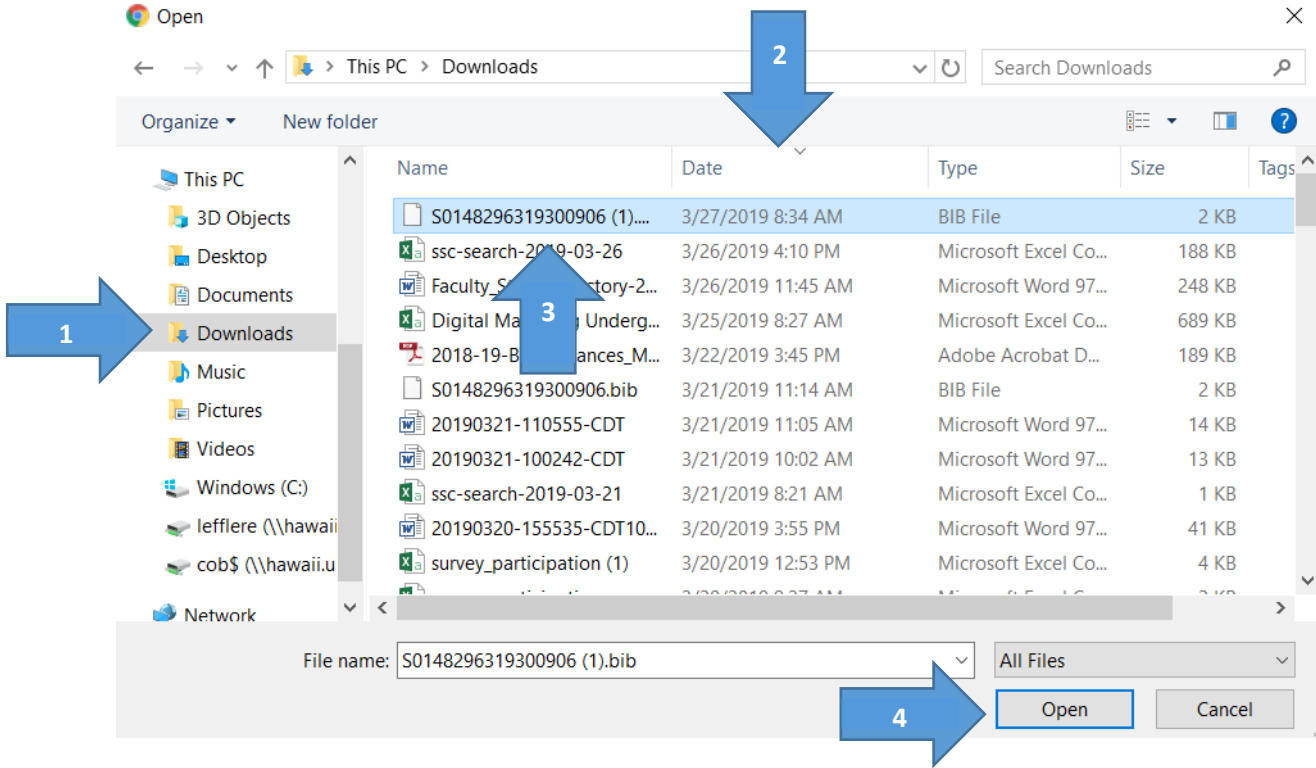 Open
2
This PC > Downloads
Search Downloads
Organize
New folder
?
Name Date Type Size Tags
This PC
3D Objects
Desktop
Documents
1
Downloads
Music
Pictures
Videos
Windows (C:)
lefflere (\\hawaii
cob$ (\\hawaii.u
Network
S0148296319300906 (1).... 3/27/2019 8:34 AM BIB File 2 KB
ssc-search-2019-03-26 3/26/2019 4:10 PM Microsoft Excel Co... 188 KB
Faculty_S ctory-2... 3/26/2019 11:45 AM Microsoft Word 97... 248 KB
3
Digital Ma Underg... 3/25/2019 8:27 AM Microsoft Excel Co... 689 KB
2018-19-B ances_M... 3/22/2019 3:45 PM Adobe Acrobat D... 189 KB
S0148296319300906.bib 3/21/2019 11:14 AM BIB File 2 KB
20190321-110555-CDT 3/21/2019 11:05 AM Microsoft Word 97... 14 KB
20190321-100242-CDT 3/21/2019 10:02 AM Microsoft Word 97... 13 KB
ssc-search-2019-03-21 3/21/2019 8:21 AM Microsoft Excel Co... 1 KB
20190320-155535-CDT10... 3/20/2019 3:55 PM Microsoft Word 97... 41 KB
survey_participation (1) 3/20/2019 12:53 PM Microsoft Excel Co... 4 KB
File name: S0148296319300906 (1).bib
All Files
4
Open
Cancel